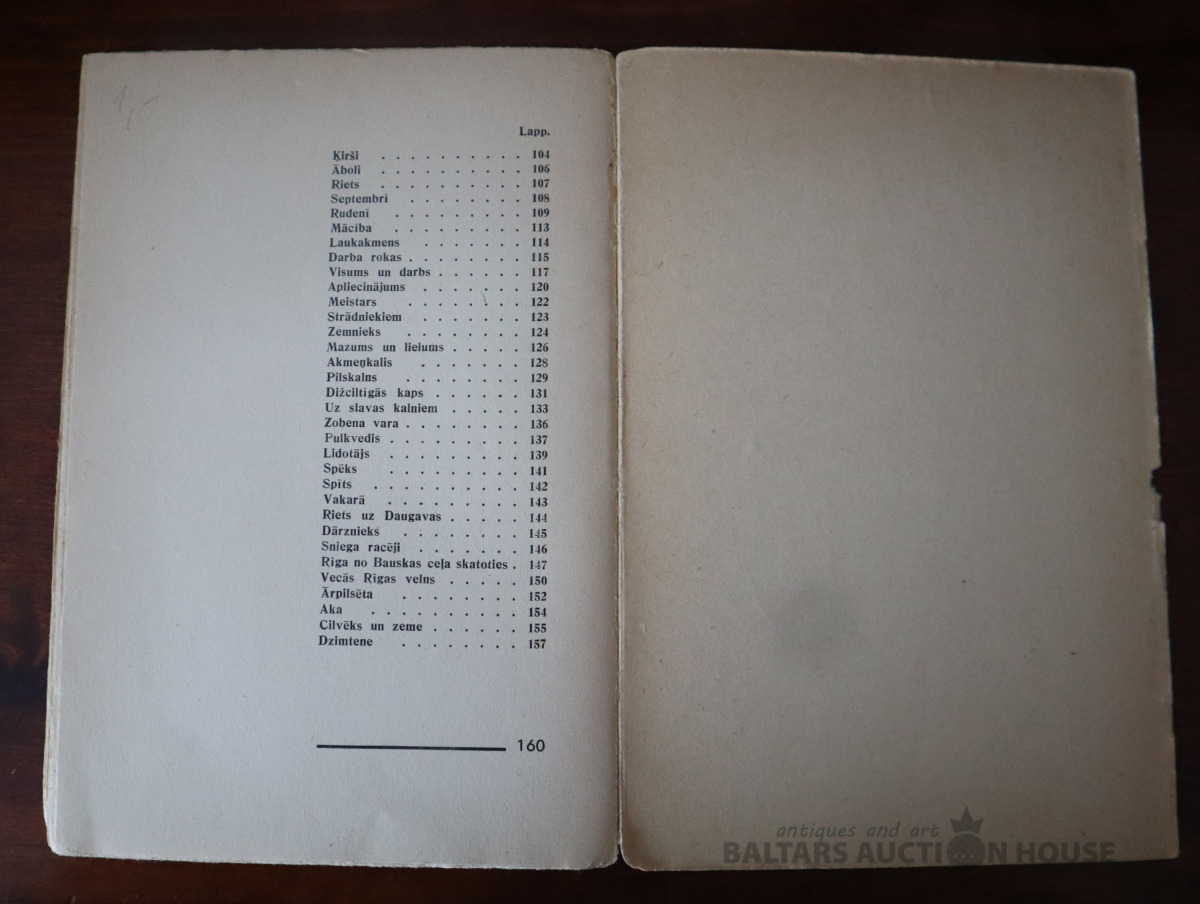 1,-
Lapp.
Ķirši . . . . . . . . . . 104
Āboli . . . . . . . . . . 106
Riets . . . . . . . . . . 107
Septembrī . . . . . . . . 108
Rudenī . . . . . . . . . 109
Mācība . . . . . . . . . 113
Laukakmens . . . . . . . 114
Darba rokas . . . . . . . . 115
Visums un darbs . . . . . . 117
Apliecinājums . . . . . . . 120
Meistars . . . . . . . . 122
Strādniekiem . . . . . . . 123
Zemnieks . . . . . . . . 124
Mazums un lielums . . . . . 126
Akmeņkalis . . . . . . . 128
Pilskalns . . . . . . . . 129
Dižciltīgās kaps . . . . . . 131
Uz slavas kalniem . . . . . 133
Zobena vara . . . . . . . . 136
Pulkvedis . . . . . . . . . 137
Lidotājs . . . . . . . . . 139
Spēks . . . . . . . . . 141
Spīts . . . . . . . . . . 142
Vakarā . . . . . . . . . 143
Riets uz Daugavas . . . . . 144
Dārznieks . . . . . . . . 145
Sniega racēji . . . . . . . 146
Rīga no Bauskas ceļa skatoties . 147
Vecās Rīgas velns . . . . . 150
Ārpilsēta . . . . . . . . 152
Aka . . . . . . . . . . 154
Cilvēks un zeme . . . . . . 155
Dzimtene . . . . . . . . 157
160
antiques and art
BALTARS AUCTION HOUSE